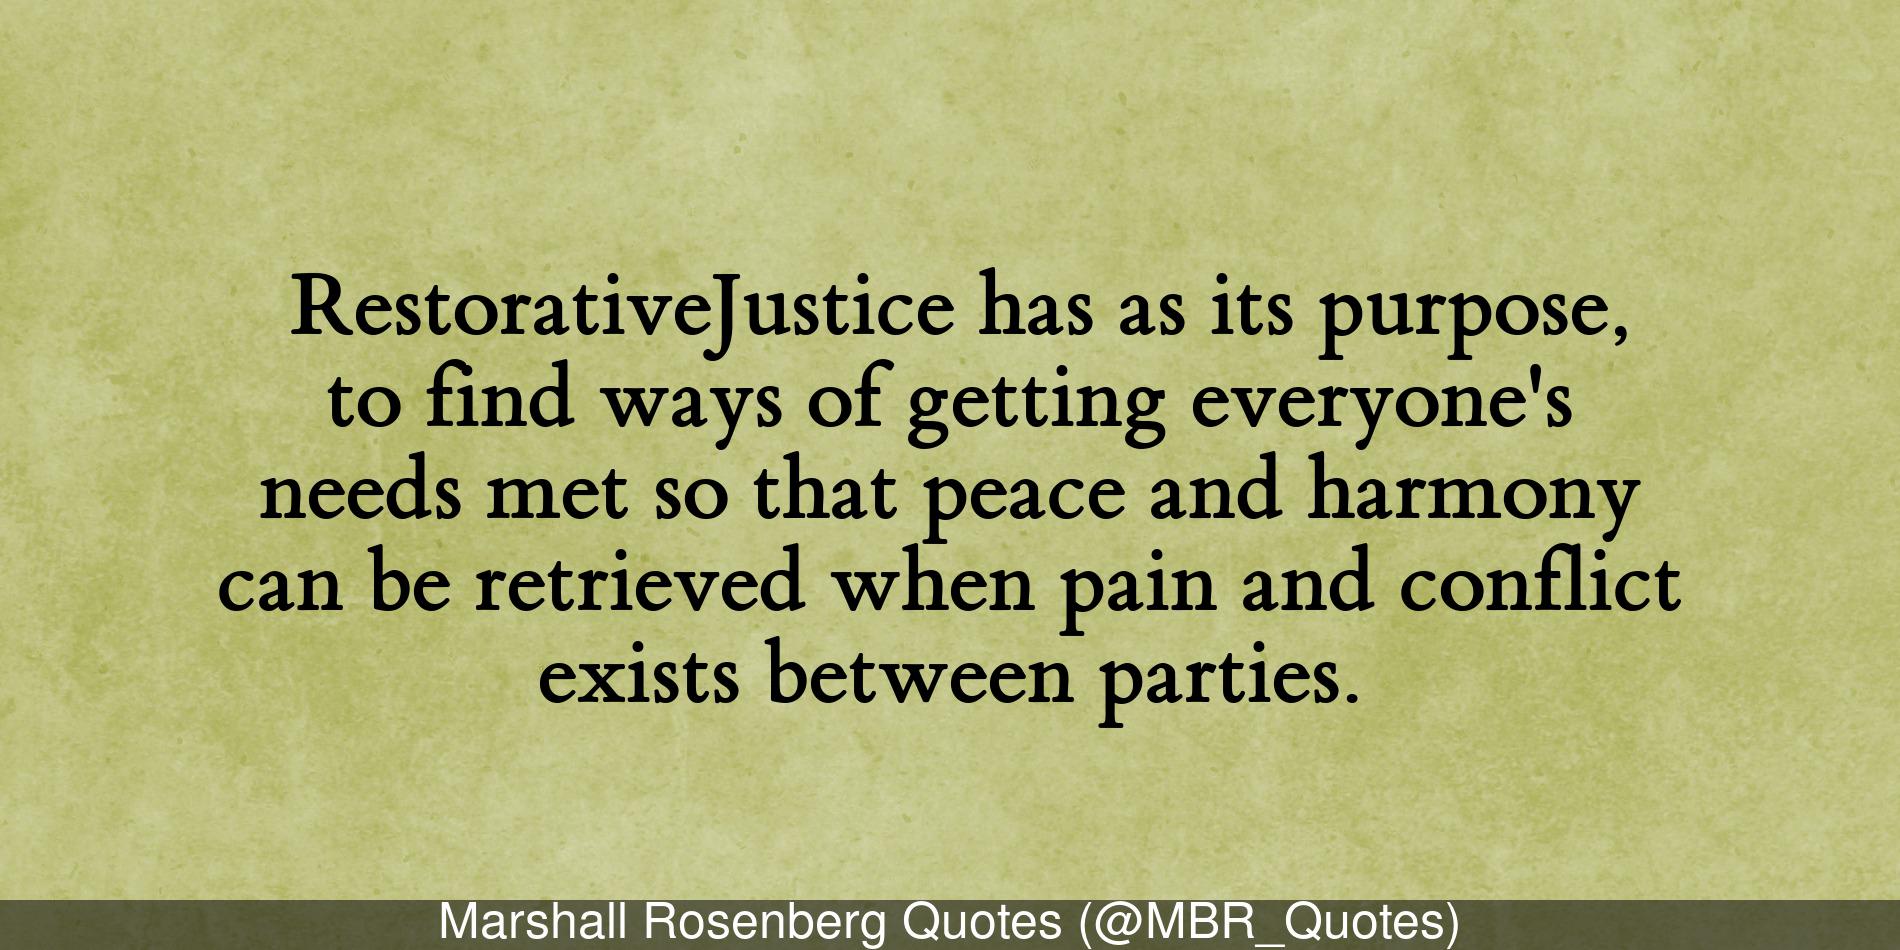 RestorativeJustice has as its purpose,
to find ways of getting everyone's
needs met so that peace and harmony
can be retrieved when pain and conflict
exists between parties.
Marshall Rosenberg Quotes (@MBR_Quotes)